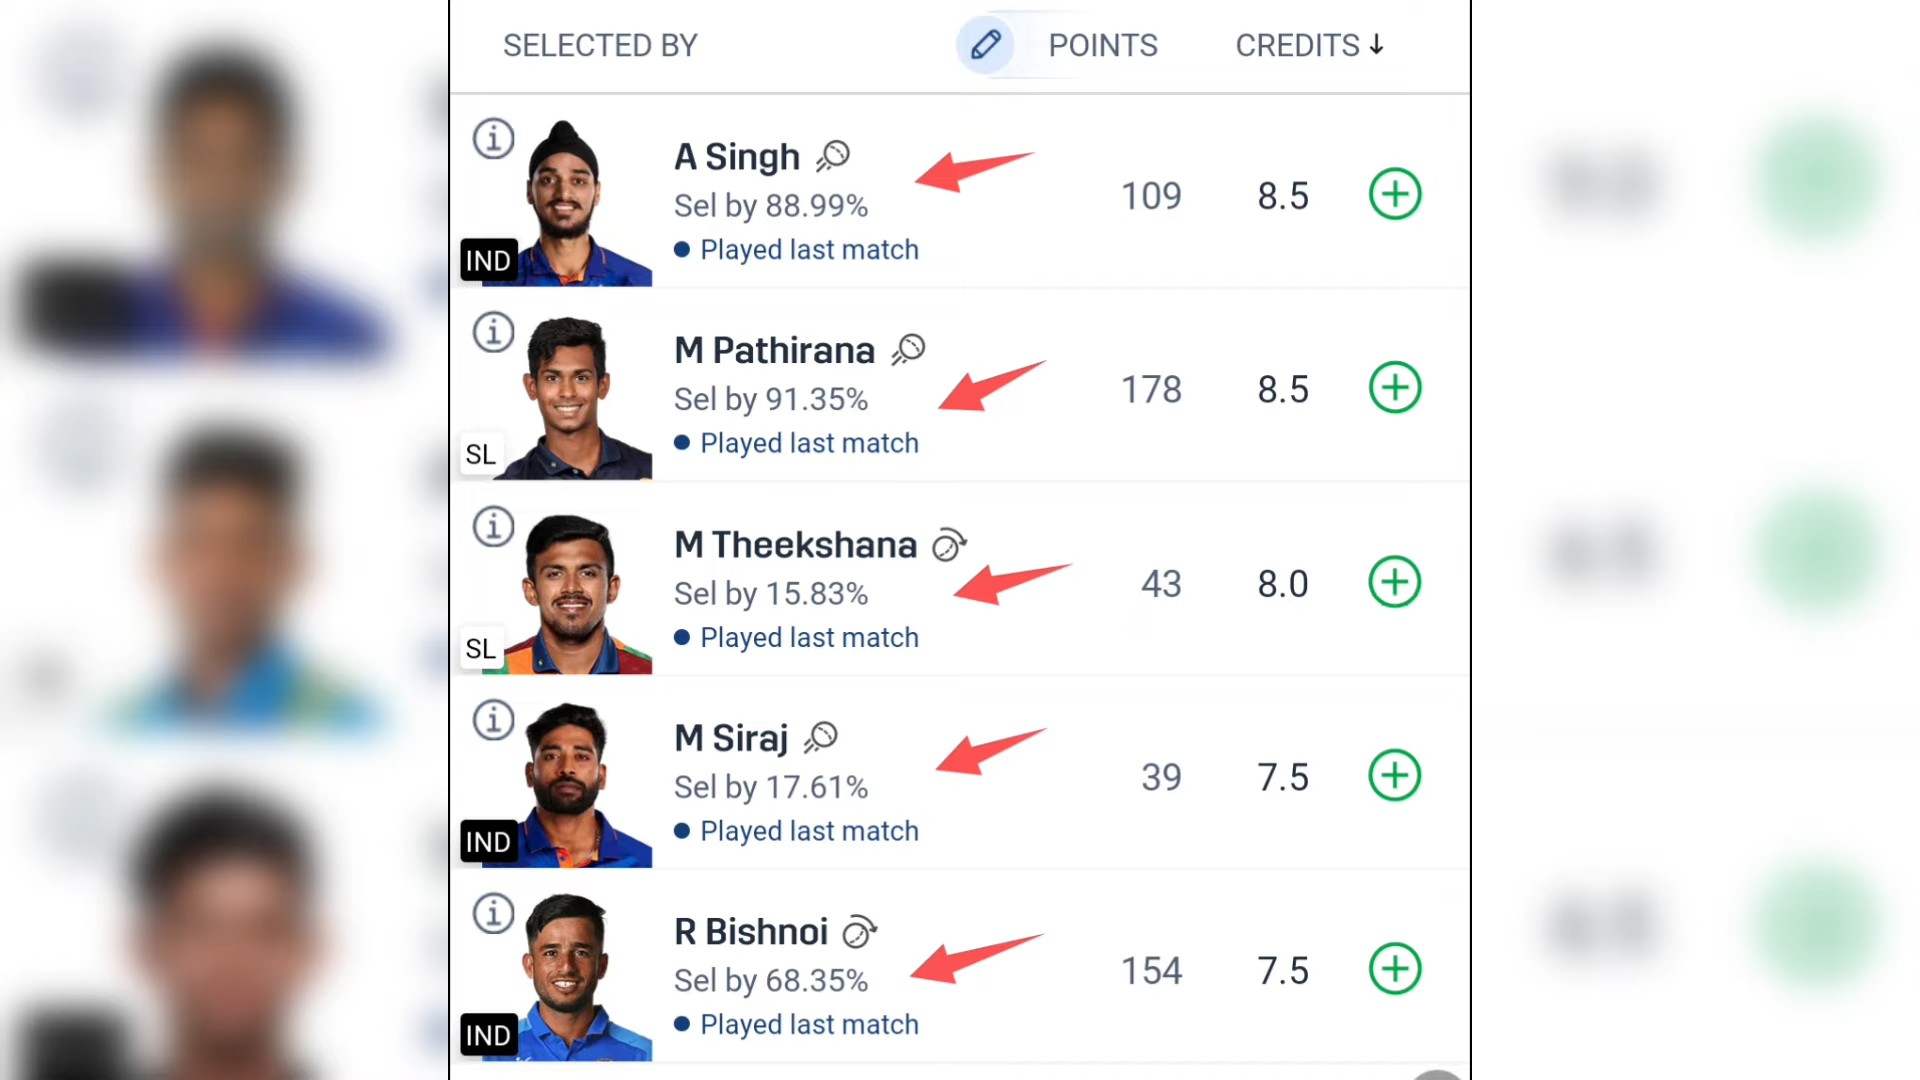 SELECTED BY POINTS CREDITS
A Singh
Sel by 88.99% 109 8.5
IND Played last match
M Pathirana
Sel by 91.35% 178 8.5
SL Played last match
M Theekshana
Sel by 15.83% 43 8.0
SL Played last match
M Siraj
Sel by 17.61% 39 7.5
IND Played last match
R Bishnoi
Sel by 68.35% 154 7.5
IND Played last match